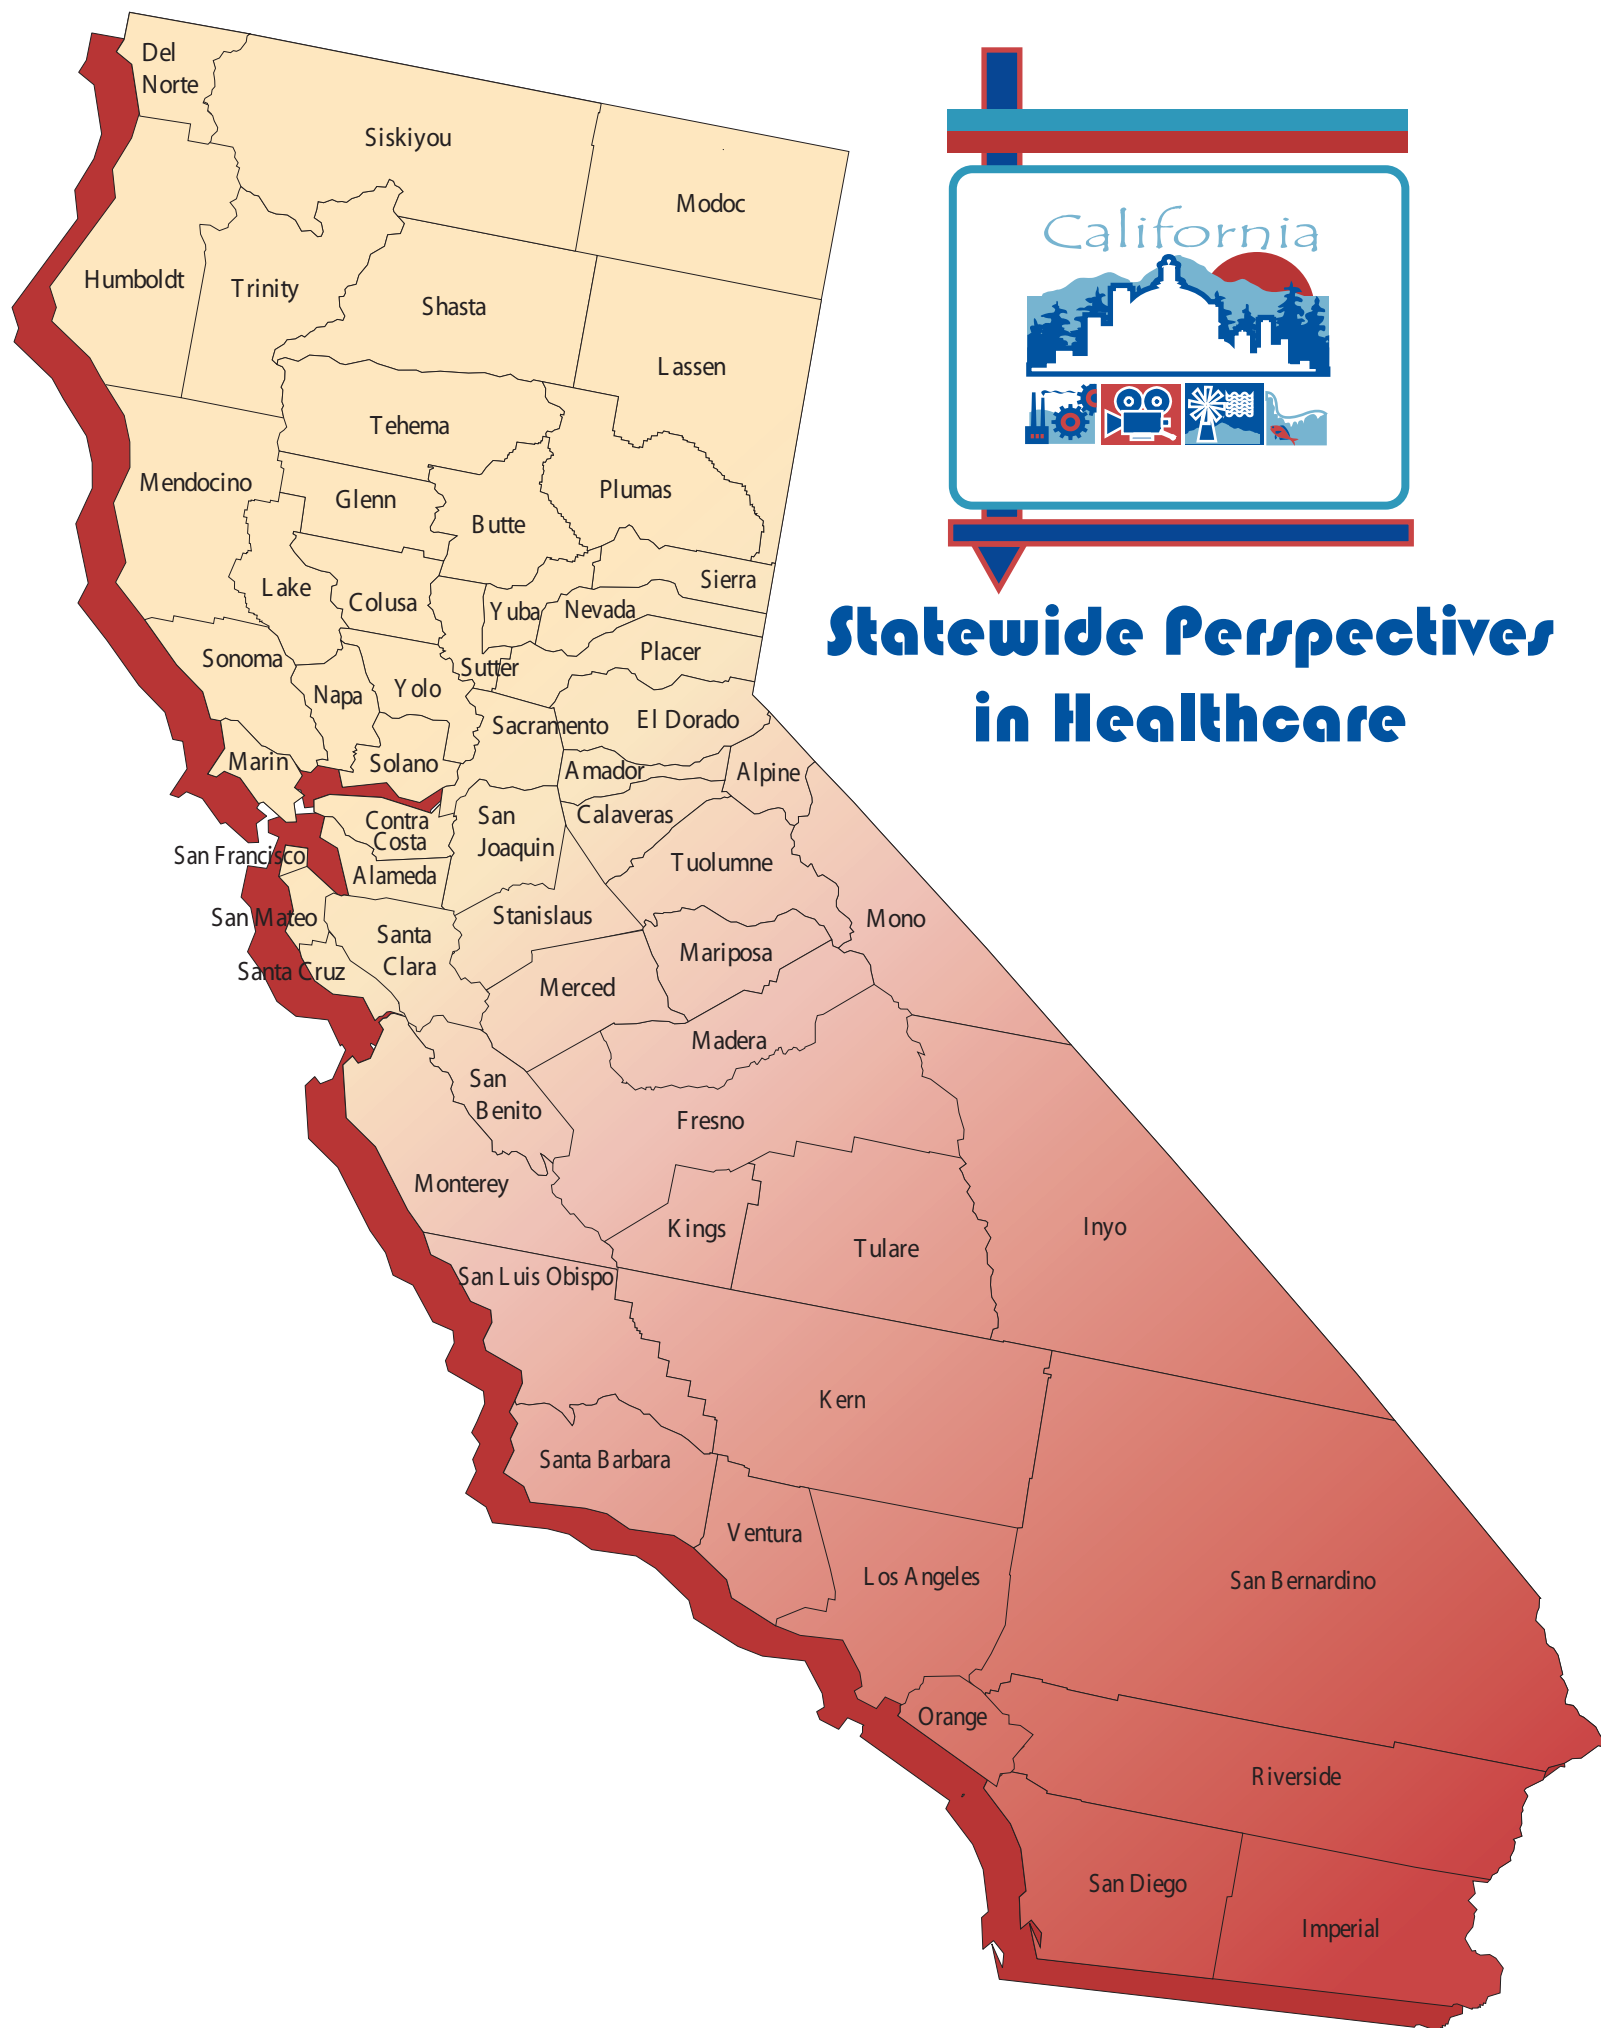 Del
Norte
Siskiyou
Modoc
California
Humboldt
Trinity
Shasta
Lassen
Tehema
Mendocino
Glenn
Plumas
Butte
Lake
Colusa
Yuba
Nevada
Sierra
Statewide Perspectives
in Healthcare
Sonoma
Sutter
Placer
Napa
Yolo
Sacramento
El Dorado
Marin
Solano
Amador
Alpine
Contra
Costa
San
Joaquin
Calaveras
San Francisco
Alameda
Tuolumne
San Mateo
Santa
Clara
Stanislaus
Mono
Santa Cruz
Merced
Mariposa
Madera
San
Benito
Fresno
Monterey
Kings
Tulare
Inyo
San Luis Obispo
Kern
Santa Barbara
Ventura
Los Angeles
San Bernardino
Orange
Riverside
San Diego
Imperial